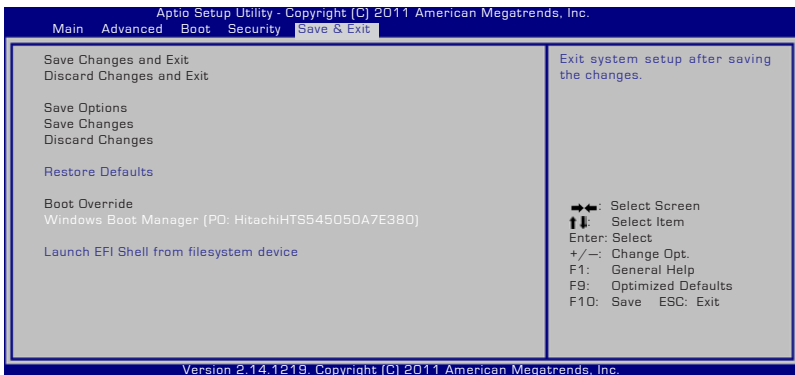 Aptio Setup Utility - Copyright (C) 2011 American Megatrends, Inc.
Main Advanced Boot Security Save & Exit
Save Changes and Exit
Discard Changes and Exit
Save Options
Save Changes
Discard Changes
Restore Defaults
Boot Override
Windows Boot Manager (P0: HitachiHTS545050A7E380)
Launch EFI Shell from filesystem device
Exit system setup after saving
the changes.
→←: Select Screen
↑↓: Select Item
Enter: Select
+/—: Change Opt.
F1: General Help
F9: Optimized Defaults
F10: Save ESC: Exit
Version 2.14.1219. Copyright (C) 2011 American Megatrends, Inc.